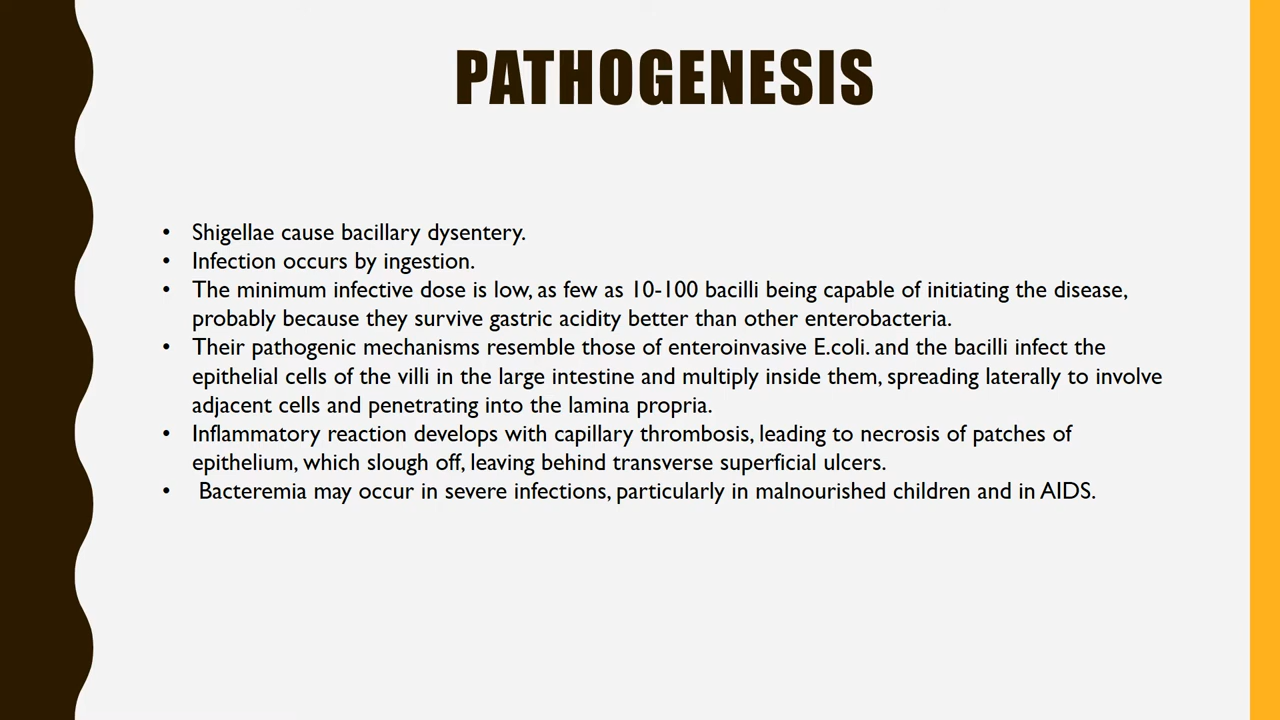 PATHOGENESIS
• Shigellae cause bacillary dysentery.
• Infection occurs by ingestion.
• The minimum infective dose is low, as few as 10-100 bacilli being capable of initiating the disease,
probably because they survive gastric acidity better than other enterobacteria.
• Their pathogenic mechanisms resemble those of enteroinvasive E.coli. and the bacilli infect the
epithelial cells of the villi in the large intestine and multiply inside them, spreading laterally to involve
adjacent cells and penetrating into the lamina propria.
• Inflammatory reaction develops with capillary thrombosis, leading to necrosis of patches of
epithelium, which slough off, leaving behind transverse superficial ulcers.
• Bacteremia may occur in severe infections, particularly in malnourished children and in AIDS.